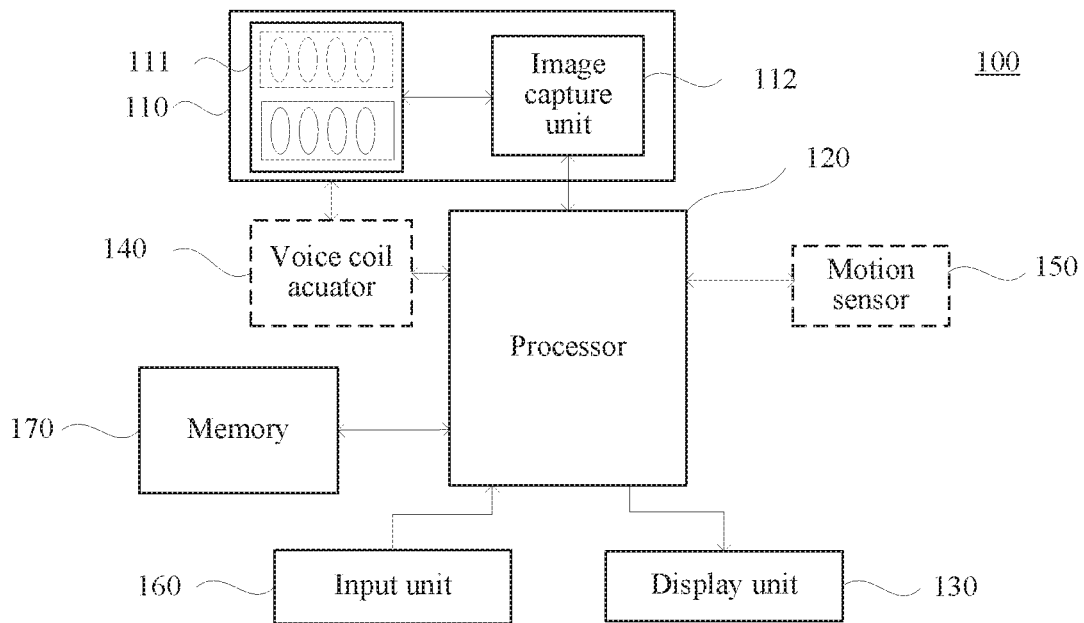 111
110
Image
capture
unit
112
100
120
140
Voice coil
acuator
Motion
sensor
150
Processor
170
Memory
160
Input unit
Display unit
130